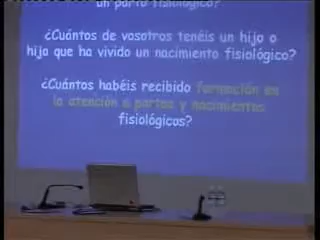 un parto fisiológico?
¿Cuántos de vosotros tenéis un hijo o
hija que ha vivido un nacimiento fisiológico?
¿Cuántos habéis recibido formación en
la atención a partos y nacimientos
fisiológicos?